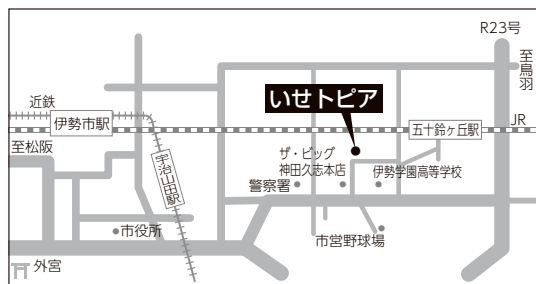 R23号
至鳥羽
いせトピア
近鉄
伊勢市駅
五十鈴ヶ丘駅
JR
至松阪
宇治山田駅
ザ・ビッグ
神田久志本店
伊勢学園高等学校
警察署
市役所
市営野球場
外宮